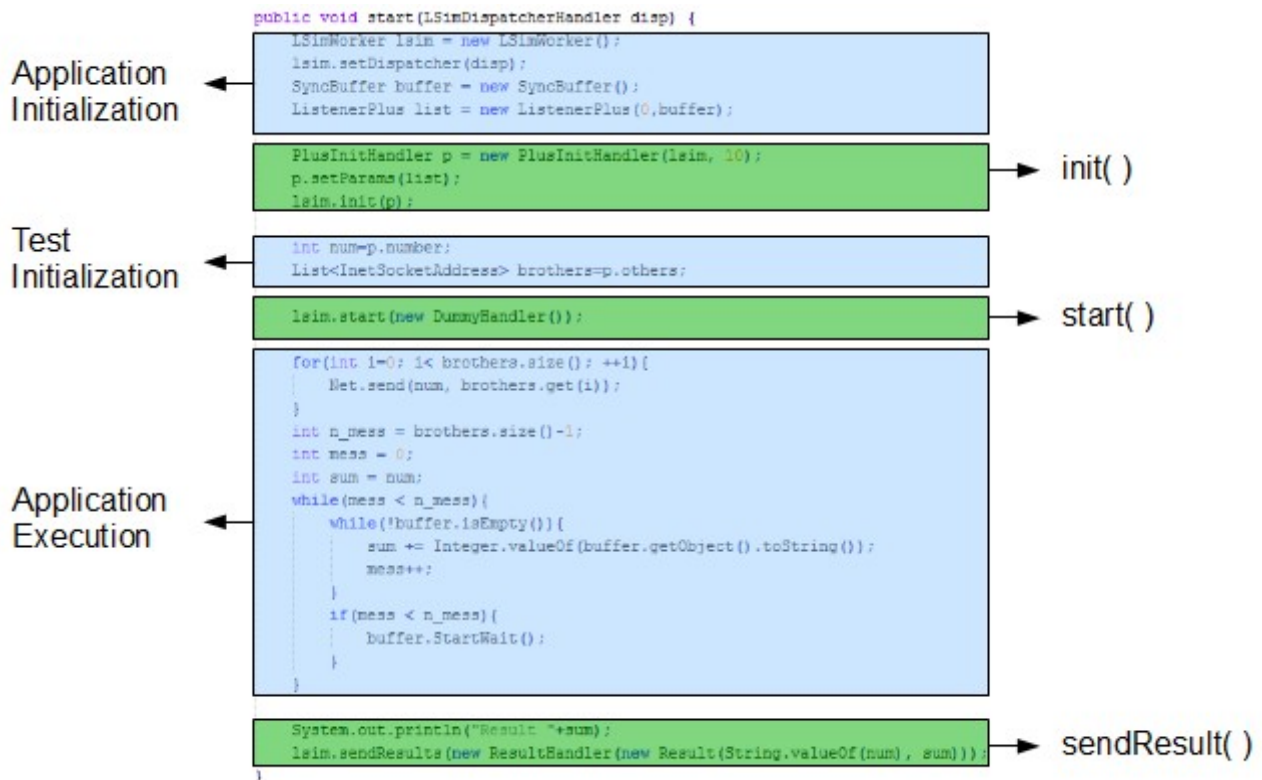 public void start(LSimDispatcherHandler disp) {
Application
Initialization
LSimWorker lsim = new LSimWorker();
lsim.setDispatcher(disp);
SyncBuffer buffer = new SyncBuffer();
ListenerPlus list = new ListenerPlus(0,buffer);
PlusInitHandler p = new PlusInitHandler(lsim, 10);
p.setParams(list);
lsim.init(p);
init( )
Test
Initialization
int num=p.number;
List<InetSocketAddress> brothers=p.others;
lsim.start(new DummyHandler());
start( )
Application
Execution
for(int i=0; i< brothers.size(); ++i){
Net.send(num, brothers.get(i));
}
int n_mess = brothers.size()-1;
int mess = 0;
int sum = num;
while(mess < n_mess){
while(!buffer.isEmpty()){
sum += Integer.valueOf(buffer.getObject().toString());
mess++;
}
if(mess < n_mess){
buffer.StartWait();
}
}
System.out.println("Result "+sum);
lsim.sendResults(new ResultHandler(new Result(String.valueOf(num), sum)));
sendResult( )
}